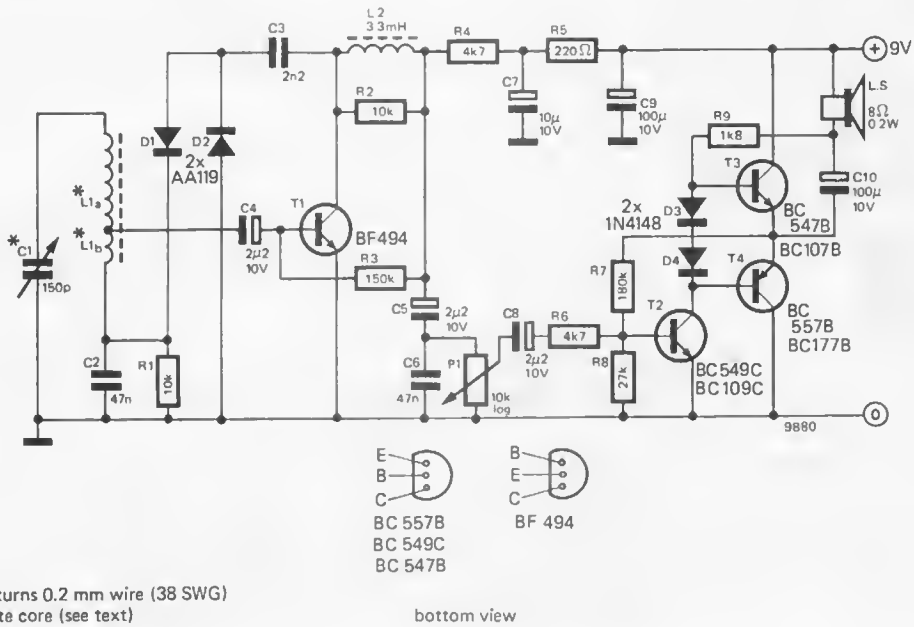 C3
2n2
L2
3 3mH
R4
4k7
R5
220Ω
9V
R2
10k
C7
10µ
10V
C9
100µ
10V
L.S
8Ω
0.2W
R9
1k8
D1
D2
2x
AA119
C10
100µ
10V
T3
BC
547B
BC107B
*
L1a
*
L1b
C4
2µ2
10V
T1
BF494
2x
1N4148
D3
D4
*
C1
150p
R3
150k
R7
180k
T4
BC
557B
BC177B
C5
2µ2
10V
C8
2µ2
10V
R6
4k7
T2
BC549C
BC109C
C2
47n
R1
10k
C6
47n
P1
10k
log
R8
27k
9880
0
E
B
C
BC 557B
BC 549C
BC 547B
B
E
C
BF 494
turns 0.2 mm wire (38 SWG)
te core (see text)
bottom view